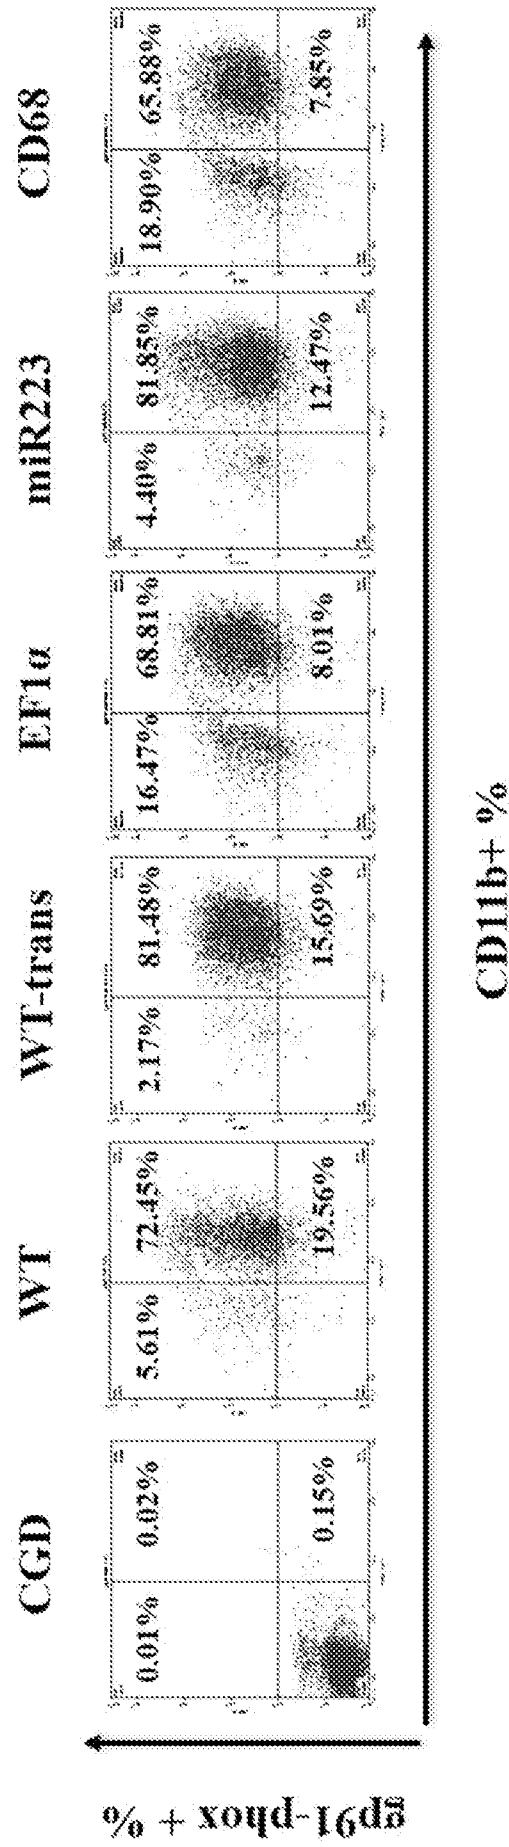 CGD
WT
WT-trans
EF1α
miR223
CD68
0.01%
0.02%
0.15%
5.61%
72.45%
19.56%
2.17%
81.48%
15.69%
16.47%
68.81%
8.01%
4.40%
81.85%
12.47%
18.90%
65.88%
7.85%
gp91-phox + %
CD11b+ %